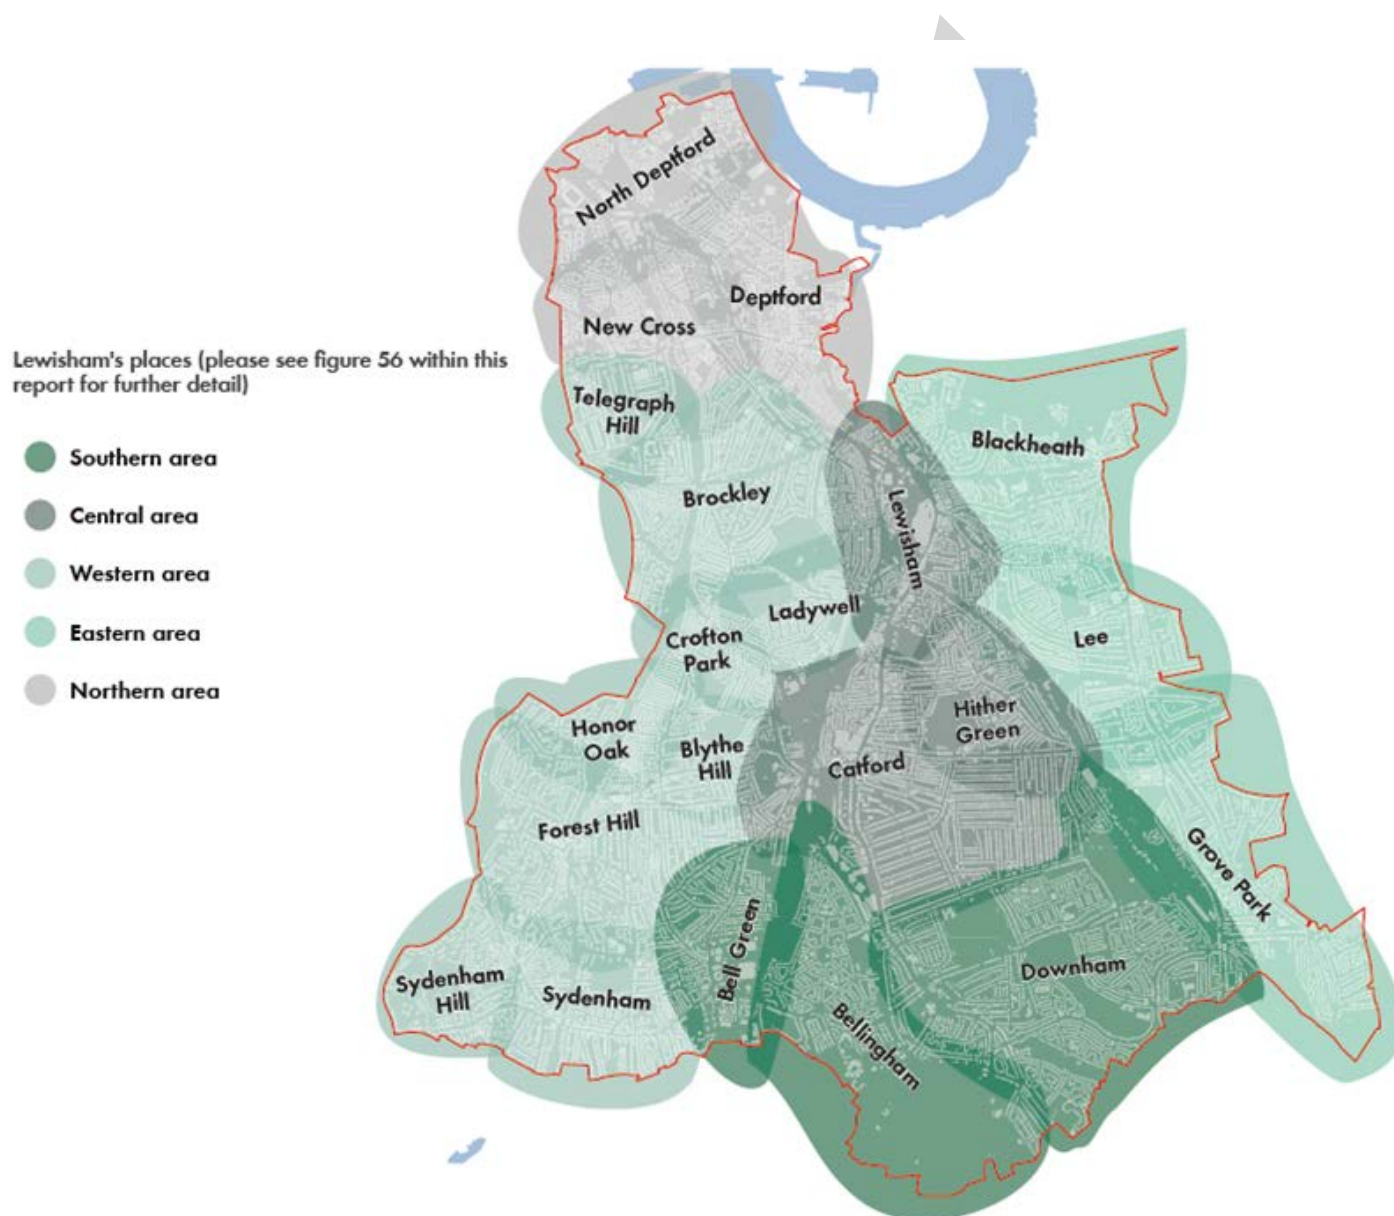 North Deptford
Deptford
New Cross
Lewisham's places (please see figure 56 within this
report for further detail)
Telegraph
Hill
Blackheath
Southern area
Brockley
Lewisham
Central area
Western area
Ladywell
Eastern area
Crofton
Park
Lee
Northern area
Hither
Green
Honor
Oak
Blythe
Hill
Catford
Forest Hill
Grove Park
Bell Green
Downham
Sydenham
Hill
Sydenham
Bellingham